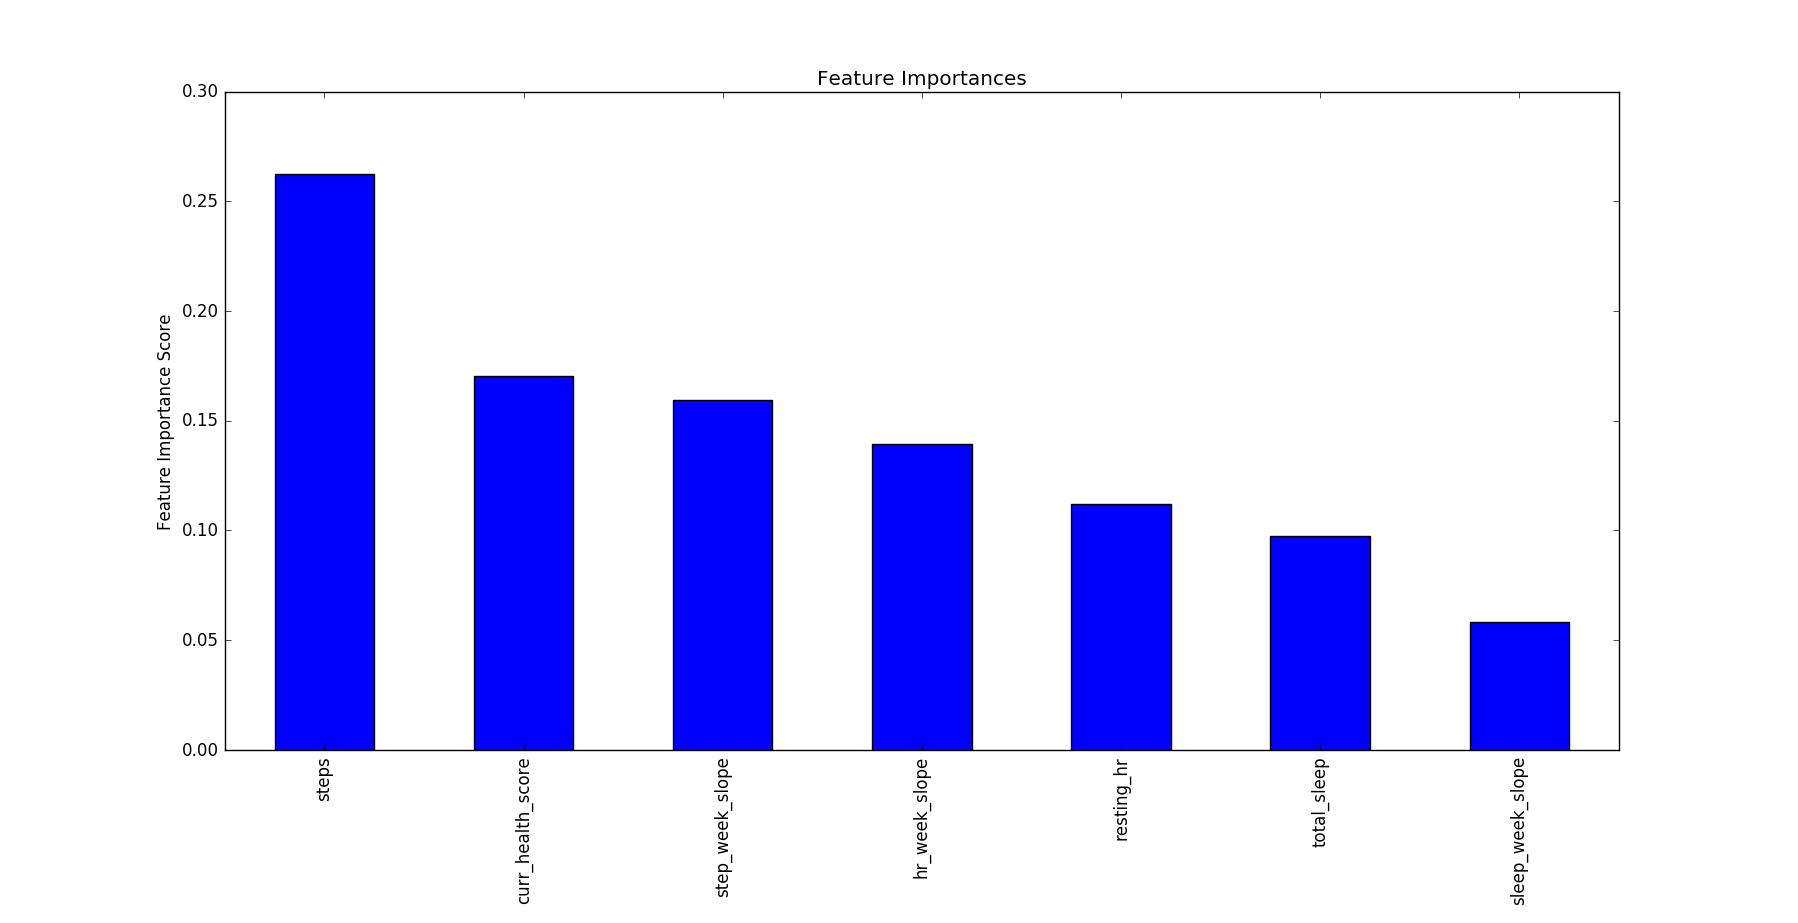 Feature Importances
0.30
0.25
0.20
0.15
0.10
0.05
0.00
Feature Importance Score
steps
curr_health_score
step_week_slope
hr_week_slope
resting_hr
total_sleep
sleep_week_slope